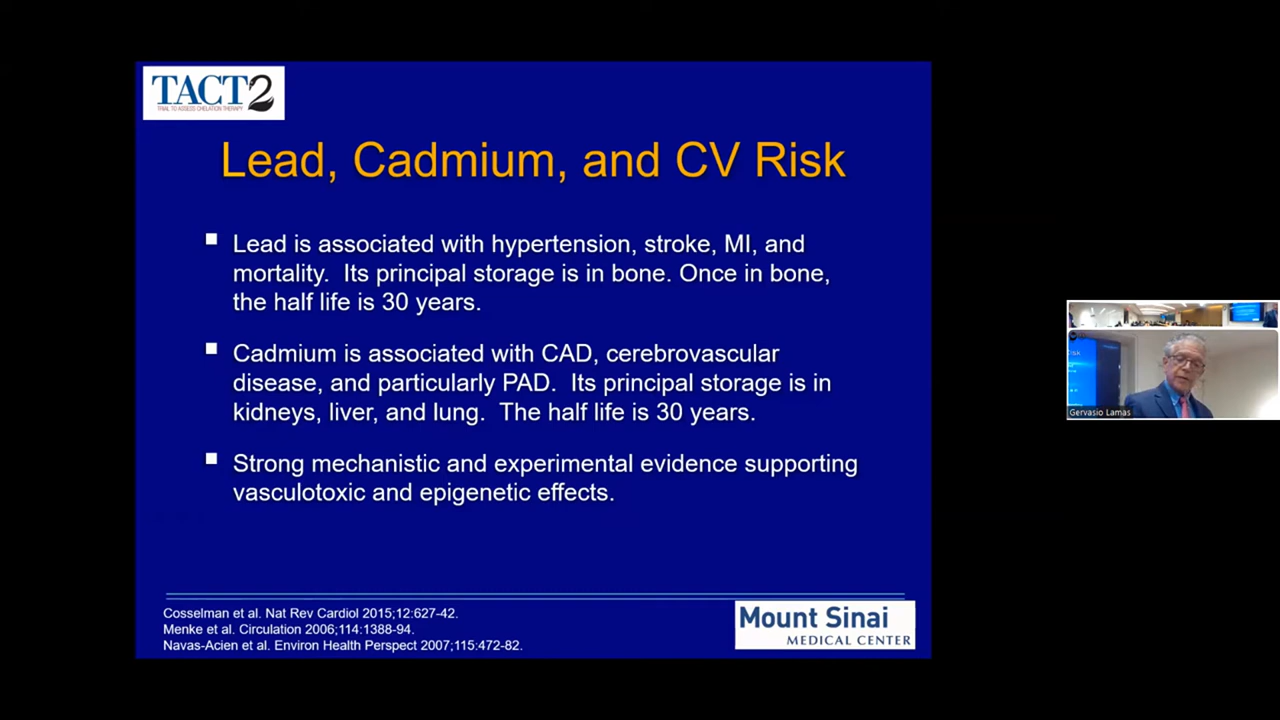 TACT2
TRIAL TO ASSESS CHELATION THERAPY
Lead, Cadmium, and CV Risk
Lead is associated with hypertension, stroke, MI, and
mortality. Its principal storage is in bone. Once in bone,
the half life is 30 years.
Cadmium is associated with CAD, cerebrovascular
disease, and particularly PAD. Its principal storage is in
kidneys, liver, and lung. The half life is 30 years.
Strong mechanistic and experimental evidence supporting
vasculotoxic and epigenetic effects.
Cosselman et al. Nat Rev Cardiol 2015;12:627-42.
Menke et al. Circulation 2006;114:1388-94.
Navas-Acien et al. Environ Health Perspect 2007;115:472-82.
Mount Sinai
MEDICAL CENTER
Gervasio Lamas